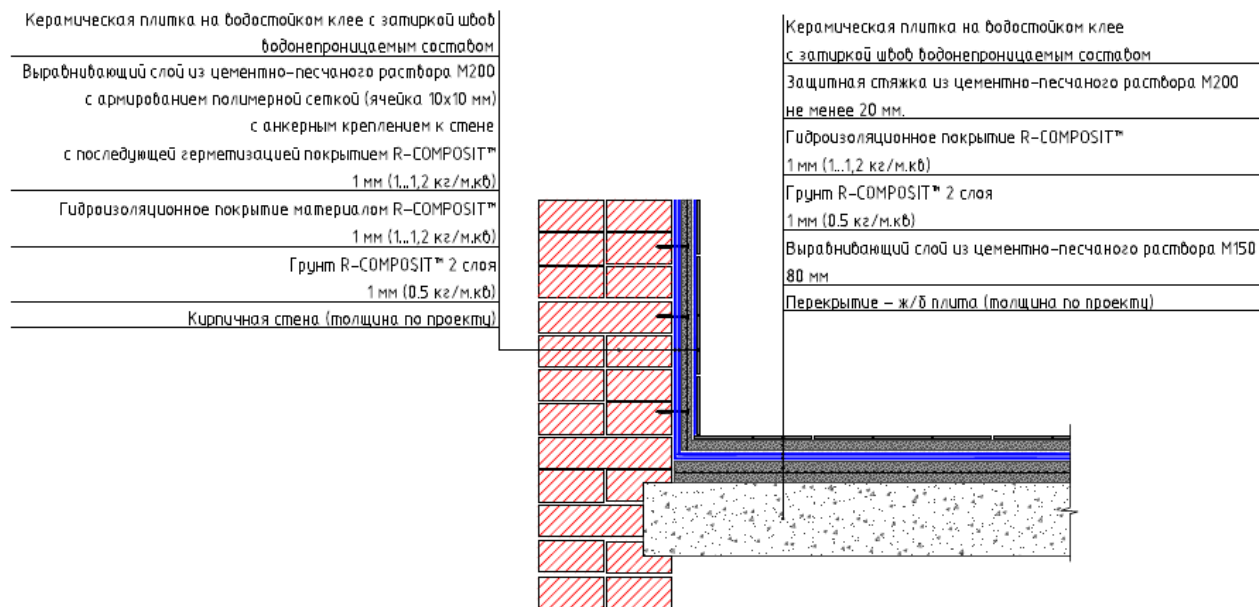 Керамическая плитка на водостойком клее с затиркой швов
водонепроницаемым составом
Выравнивающий слой из цементно-песчаного раствора М200
с армированием полимерной сеткой (ячейка 10х10 мм)
с анкерным креплением к стене
с последующей герметизацией покрытием R-COMPOSIT™
1 мм (1...1,2 кг/м.кв)
Гидроизоляционное покрытие материалом R-COMPOSIT™
1 мм (1...1,2 кг/м.кв)
Грунт R-COMPOSIT™ 2 слоя
1 мм (0.5 кг/м.кв)
Кирпичная стена (толщина по проекту)
Керамическая плитка на водостойком клее
с затиркой швов водонепроницаемым составом
Защитная стяжка из цементно-песчаного раствора М200
не менее 20 мм.
Гидроизоляционное покрытие R-COMPOSIT™
1 мм (1...1,2 кг/м.кв)
Грунт R-COMPOSIT™ 2 слоя
1 мм (0.5 кг/м.кв)
Выравнивающий слой из цементно-песчаного раствора М150
80 мм
Перекрытие - ж/б плита (толщина по проекту)